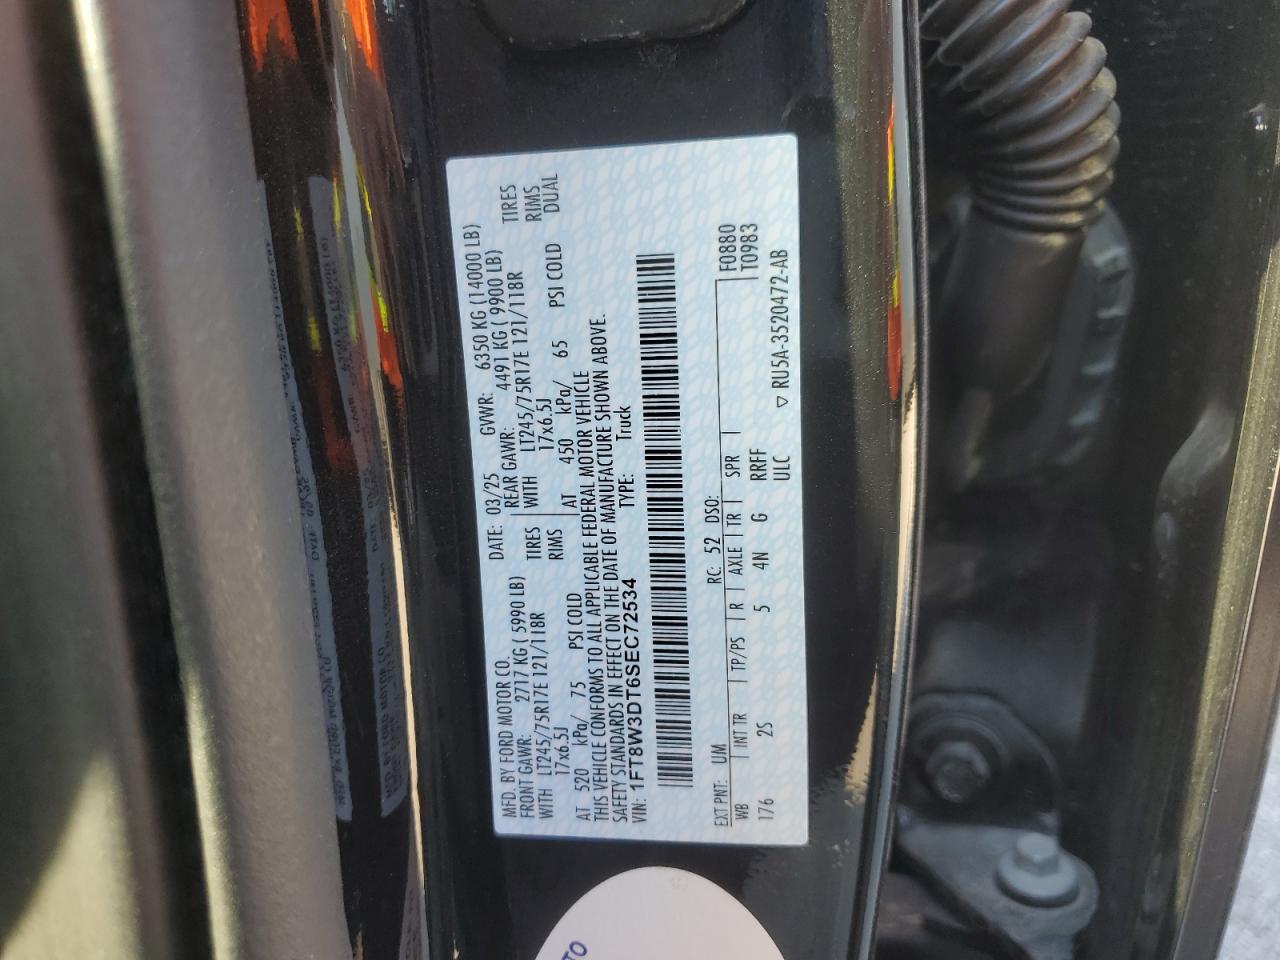 MFD. BY FORD MOTOR CO.
DATE: 03/25 GVWR: 6350 KG (14000 LB)
FRONT GAWR: 2717 KG ( 5990 LB) REAR GAWR: 4491 KG ( 9900 LB)
WITH LT245/75R17E 121/118R TIRES WITH LT245/75R17E 121/118R TIRES
17x6.5J RIMS 17x6.5J RIMS
AT 520 kPa/ 75 PSI COLD AT 450 kPa/ 65 PSI COLD DUAL
THIS VEHICLE CONFORMS TO ALL APPLICABLE FEDERAL MOTOR VEHICLE
SAFETY STANDARDS IN EFFECT ON THE DATE OF MANUFACTURE SHOWN ABOVE.
VIN: 1FT8W3DT6SEC72534 TYPE: Truck
F0880
T0983
EXT PNT: UM RC: 52 DSO:
WB INT TR TP/PS R AXLE TR SPR
176 2S 5 4N G RRFF
ULC
▽ RU5A-3520472-AB
TO